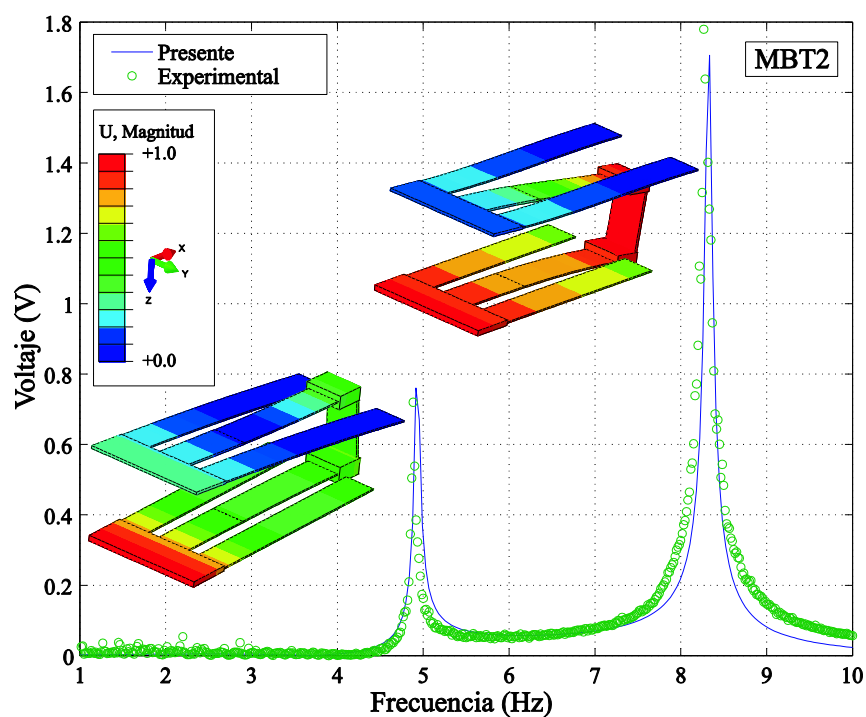 MBT2
Presente
Experimental
U, Magnitud
+1.0
+0.0
X
Y
Z
Voltaje (V)
1.8
1.6
1.4
1.2
1
0.8
0.6
0.4
0.2
0
1 2 3 4 5 6 7 8 9 10
Frecuencia (Hz)